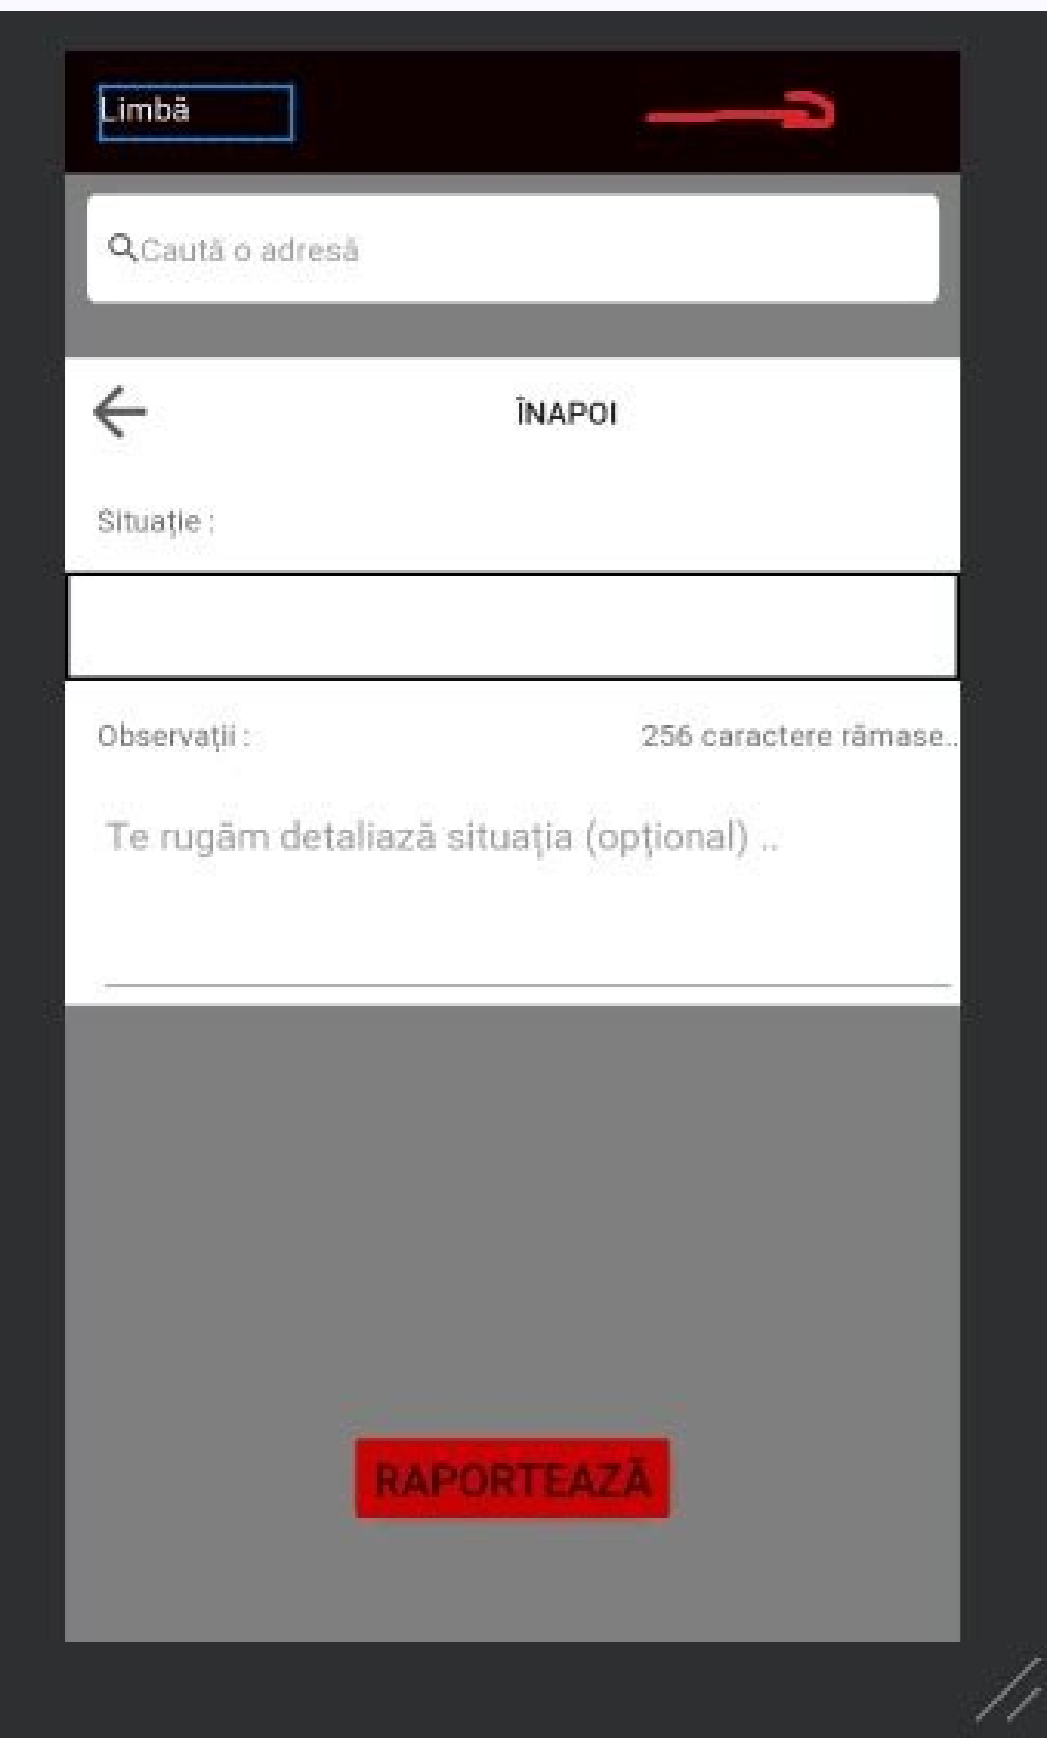 Limbă
Caută o adresă
ÎNAPOI
Situație :
Observații :
256 caractere rămase..
Te rugăm detaliază situația (opțional) ..
RAPORTEAZĂ